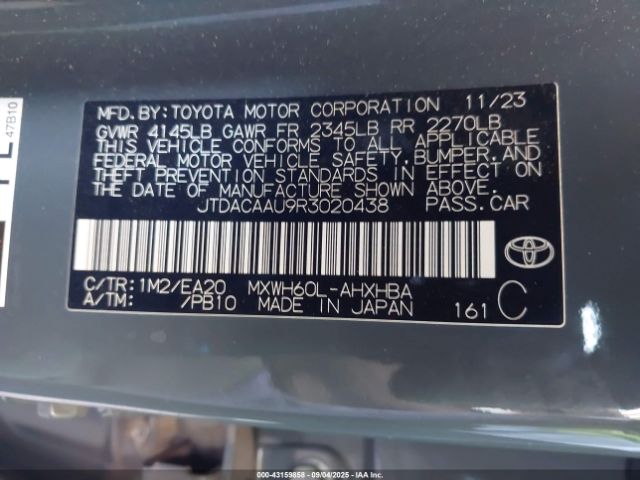 MFD.BY:TOYOTA MOTOR CORPORATION 11/23
GVWR 4145LB GAWR FR 2345LB RR 2270LB
THIS VEHICLE CONFORMS TO ALL APPLICABLE
FEDERAL MOTOR VEHICLE SAFETY, BUMPER, AND
THEFT PREVENTION STANDARDS IN EFFECT ON
THE DATE OF MANUFACTURE SHOWN ABOVE.
JTDACAAU9R3020438 PASS.CAR
C/TR: 1M2/EA20 MXWH60L-AHXHBA
A/TM: /PB10 MADE IN JAPAN 161 C
47B10
000-43159858 - 09/04/2025 - IAAI.COM